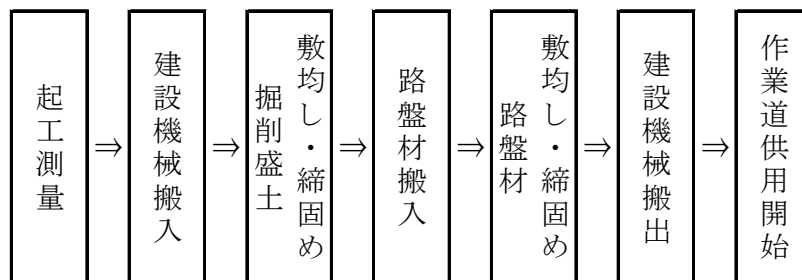 起工測量
⇒
建設機械搬入
⇒
掘削盛土
敷均し・締固め
⇒
路盤材搬入
⇒
路盤材
敷均し・締固め
⇒
建設機械搬出
⇒
作業道供用開始